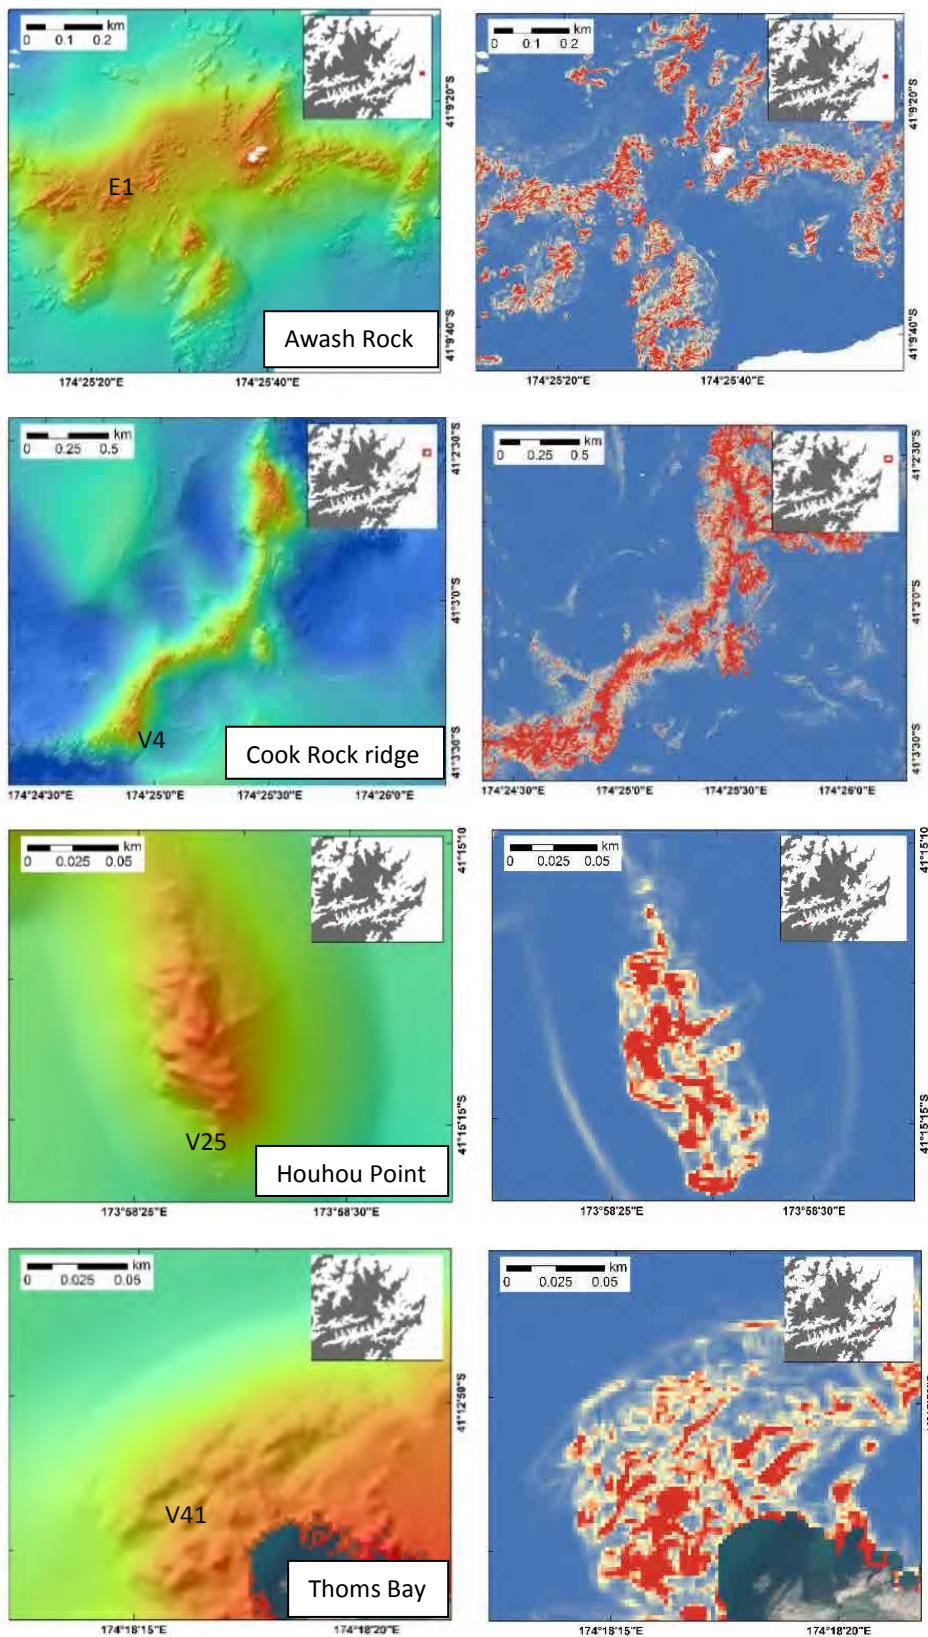 km
0 0.1 0.2
E1
Awash Rock
41°9'20"S
41°9'40"S
174°25'20"E 174°25'40"E
km
0 0.1 0.2
41°9'20"S
41°9'40"S
174°25'20"E 174°25'40"E
km
0 0.25 0.5
V4
Cook Rock ridge
41°2'30"S
41°3'0"S
41°3'30"S
174°24'30"E 174°25'0"E 174°25'30"E 174°26'0"E
km
0 0.25 0.5
41°2'30"S
41°3'0"S
41°3'30"S
174°24'30"E 174°25'0"E 174°25'30"E 174°26'0"E
km
0 0.025 0.05
V25
Houhou Point
41°15'10
41°15'15"S
173°58'25"E 173°58'30"E
km
0 0.025 0.05
41°15'10
41°15'15"S
173°58'25"E 173°58'30"E
km
0 0.025 0.05
V41
Thoms Bay
41°12'50"S
174°18'15"E
km
0 0.025 0.05
174°18'15"E 174°18'20"E